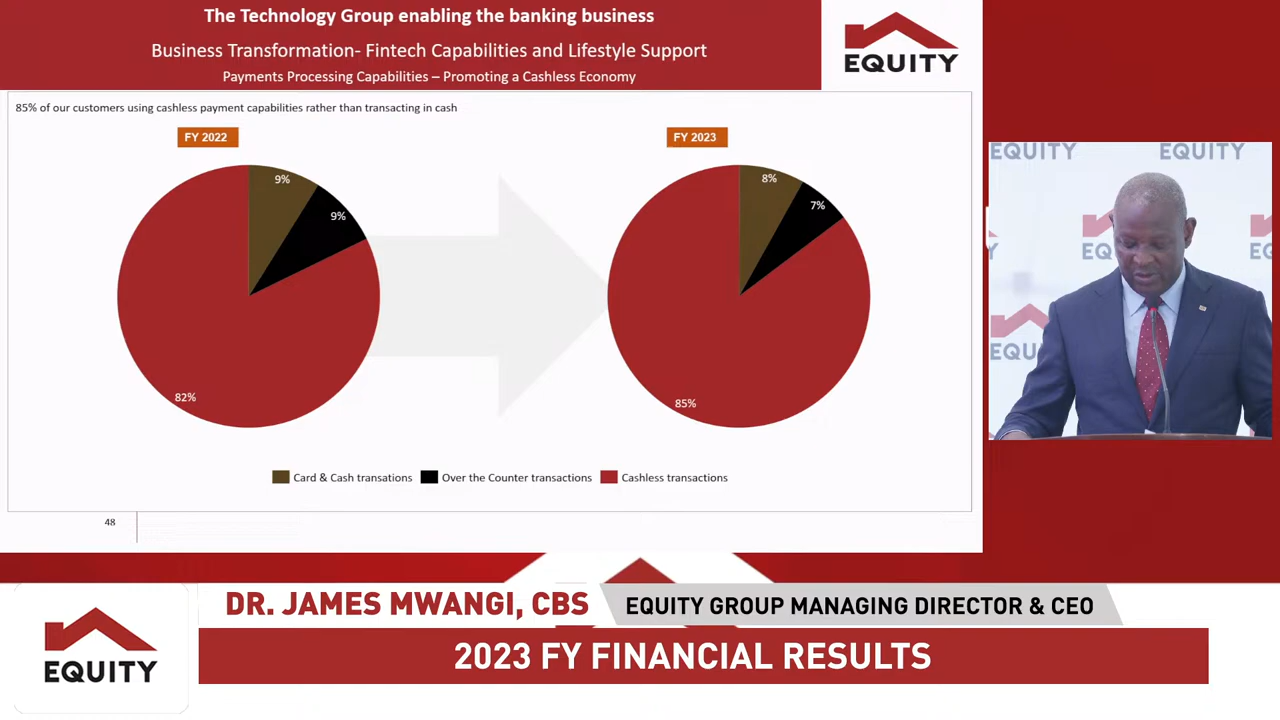 The Technology Group enabling the banking business
Business Transformation- Fintech Capabilities and Lifestyle Support
Payments Processing Capabilities – Promoting a Cashless Economy
EQUITY
85% of our customers using cashless payment capabilities rather than transacting in cash
FY 2022
FY 2023
9%
9%
82%
8%
7%
85%
Card & Cash transations
Over the Counter transactions
Cashless transactions
48
EQUITY
EQUITY
EQ
EQ
EQU
DR. JAMES MWANGI, CBS
EQUITY GROUP MANAGING DIRECTOR & CEO
2023 FY FINANCIAL RESULTS
EQUITY